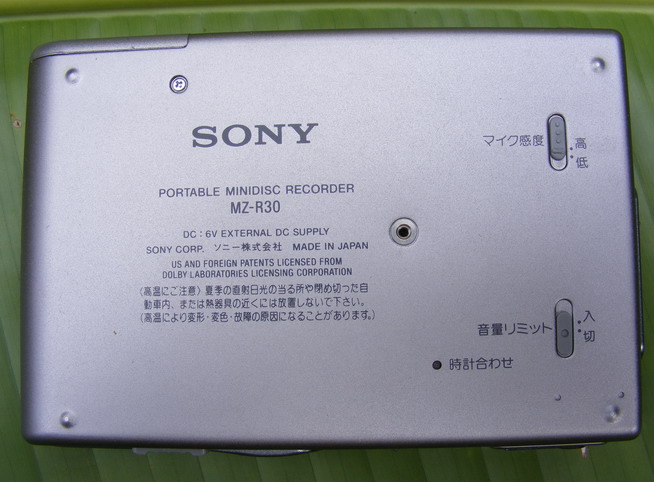 SONY
PORTABLE MINIDISC RECORDER
MZ-R30
DC : 6V EXTERNAL DC SUPPLY
SONY CORP. ソニー株式会社 MADE IN JAPAN
US AND FOREIGN PATENTS LICENSED FROM
DOLBY LABORATORIES LICENSING CORPORATION
〈高温にご注意〉夏季の直射日光の当る所や閉め切った自
動車内、または熱器具の近くには放置しないで下さい。
(高温により変形・変色・故障の原因になることがあります。)
マイク感度
高
低
音量リミット
入
切
時計合わせ